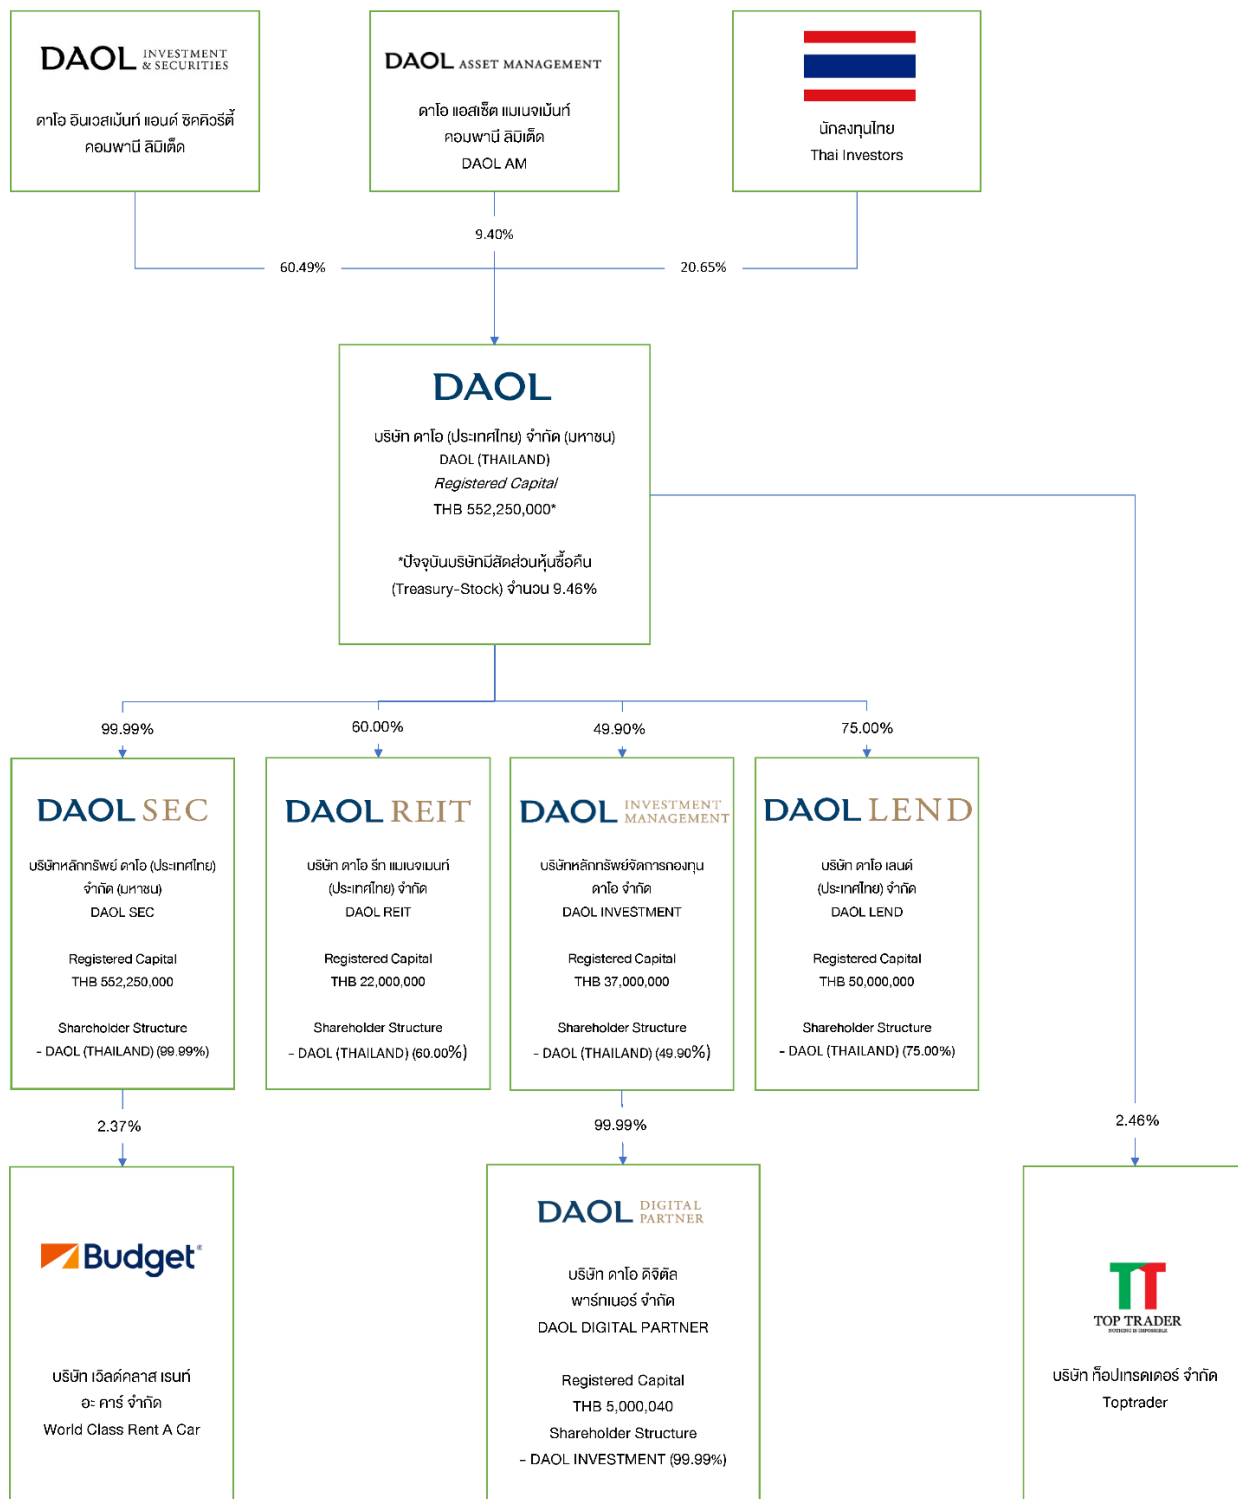 DAOL INVESTMENT & SECURITIES
ดาโอ อินเวสเม้นท์ แอนด์ ซิคคิวริตี้
คอมพานี ลิมิเต็ด
DAOL ASSET MANAGEMENT
ดาโอ แอสเซ็ต แมเนจเม้นท์
คอมพานี ลิมิเต็ด
DAOL AM
นักลงทุนไทย
Thai Investors
9.40%
60.49%
20.65%
DAOL
บริษัท ดาโอ (ประเทศไทย) จำกัด (มหาชน)
DAOL (THAILAND)
Registered Capital
THB 552,250,000*
*ปัจจุบันบริษัทมีสัดส่วนหุ้นซื้อคืน
(Treasury-Stock) จำนวน 9.46%
99.99%
60.00%
49.90%
75.00%
DAOL SEC
บริษัทหลักทรัพย์ ดาโอ (ประเทศไทย)
จำกัด (มหาชน)
DAOL SEC
Registered Capital
THB 552,250,000
Shareholder Structure
- DAOL (THAILAND) (99.99%)
DAOL REIT
บริษัท ดาโอ รีท แมเนจเมนท์
(ประเทศไทย) จำกัด
DAOL REIT
Registered Capital
THB 22,000,000
Shareholder Structure
- DAOL (THAILAND) (60.00%)
DAOL INVESTMENT MANAGEMENT
บริษัทหลักทรัพย์จัดการกองทุน
ดาโอ จำกัด
DAOL INVESTMENT
Registered Capital
THB 37,000,000
Shareholder Structure
- DAOL (THAILAND) (49.90%)
DAOL LEND
บริษัท ดาโอ เลนด์
(ประเทศไทย) จำกัด
DAOL LEND
Registered Capital
THB 50,000,000
Shareholder Structure
- DAOL (THAILAND) (75.00%)
2.37%
99.99%
2.46%
Budget®
บริษัท เวิลด์คลาส เรนท์
อะ คาร์ จำกัด
World Class Rent A Car
DAOL DIGITAL PARTNER
บริษัท ดาโอ ดิจิตัล
พาร์ทเนอร์ จำกัด
DAOL DIGITAL PARTNER
Registered Capital
THB 5,000,040
Shareholder Structure
- DAOL INVESTMENT (99.99%)
TT
TOP TRADER
NOTHING IS IMPOSSIBLE
บริษัท ท็อปเทรดเดอร์ จำกัด
Toptrader